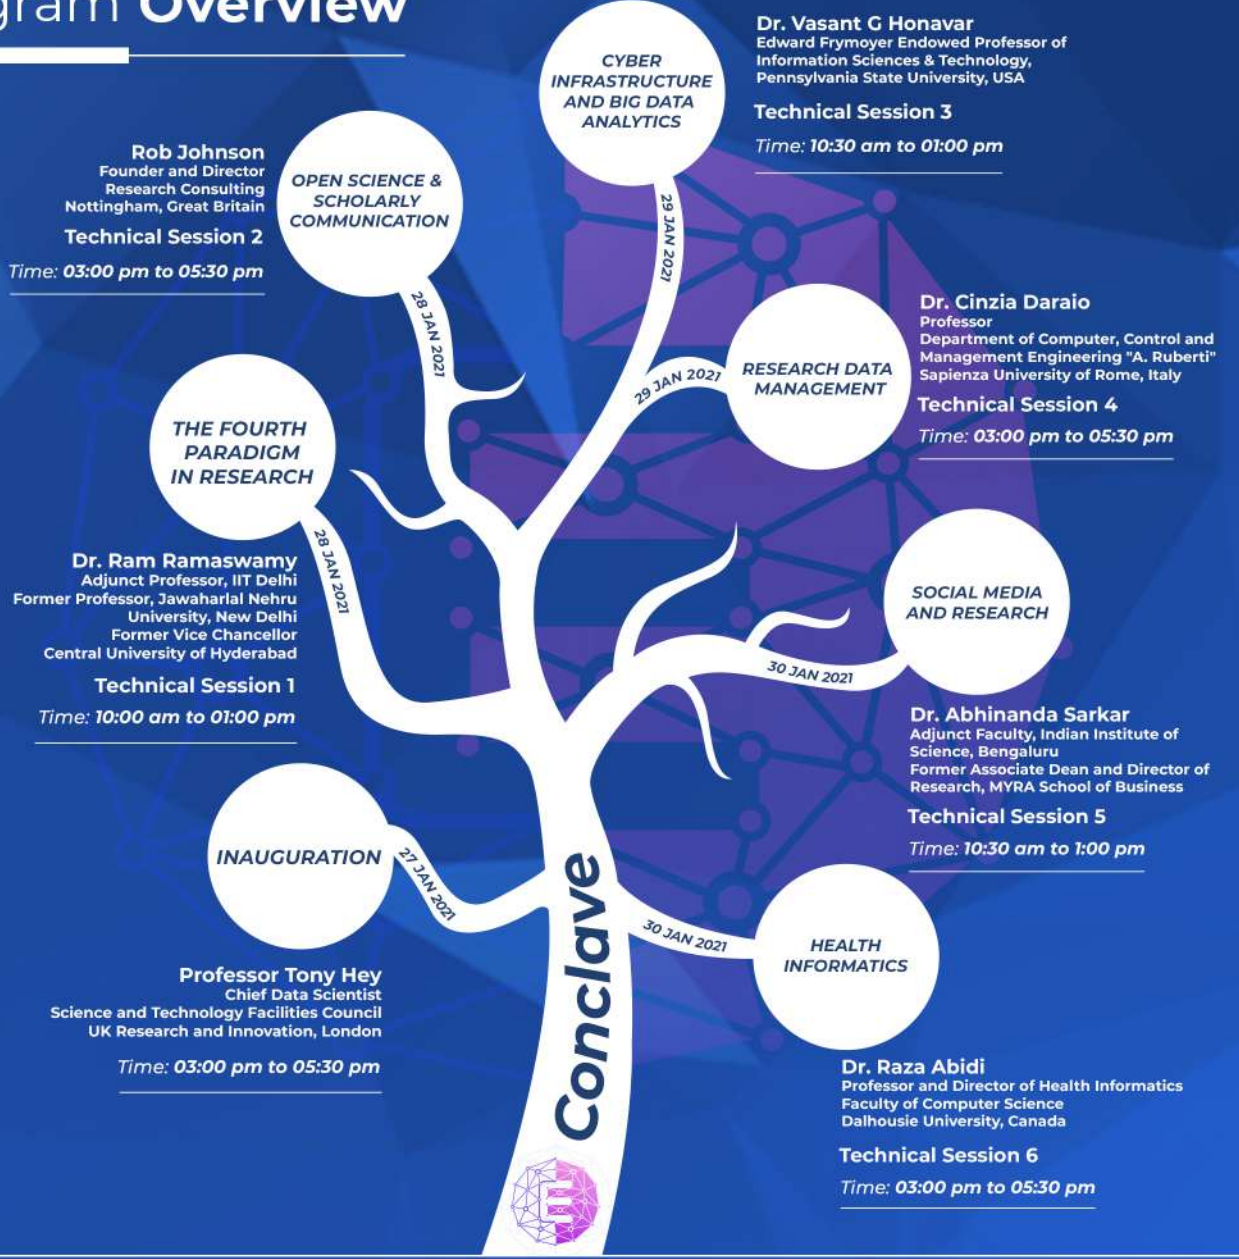 gram Overview
CYBER
INFRASTRUCTURE
AND BIG DATA
ANALYTICS
29 JAN 2021
Dr. Vasant G Honavar
Edward Frymoyer Endowed Professor of
Information Sciences & Technology,
Pennsylvania State University, USA
Technical Session 3
Time: 10:30 am to 01:00 pm
Rob Johnson
Founder and Director
Research Consulting
Nottingham, Great Britain
Technical Session 2
Time: 03:00 pm to 05:30 pm
OPEN SCIENCE &
SCHOLARLY
COMMUNICATION
28 JAN 2021
RESEARCH DATA
MANAGEMENT
29 JAN 2021
Dr. Cinzia Daraio
Professor
Department of Computer, Control and
Management Engineering "A. Ruberti"
Sapienza University of Rome, Italy
Technical Session 4
Time: 03:00 pm to 05:30 pm
THE FOURTH
PARADIGM
IN RESEARCH
28 JAN 2021
Dr. Ram Ramaswamy
Adjunct Professor, IIT Delhi
Former Professor, Jawaharlal Nehru
University, New Delhi
Former Vice Chancellor
Central University of Hyderabad
Technical Session 1
Time: 10:00 am to 01:00 pm
SOCIAL MEDIA
AND RESEARCH
30 JAN 2021
Dr. Abhinanda Sarkar
Adjunct Faculty, Indian Institute of
Science, Bengaluru
Former Associate Dean and Director of
Research, MYRA School of Business
Technical Session 5
Time: 10:30 am to 1:00 pm
INAUGURATION
27 JAN 2021
Professor Tony Hey
Chief Data Scientist
Science and Technology Facilities Council
UK Research and Innovation, London
Time: 03:00 pm to 05:30 pm
HEALTH
INFORMATICS
30 JAN 2021
Dr. Raza Abidi
Professor and Director of Health Informatics
Faculty of Computer Science
Dalhousie University, Canada
Technical Session 6
Time: 03:00 pm to 05:30 pm
Conclave
E